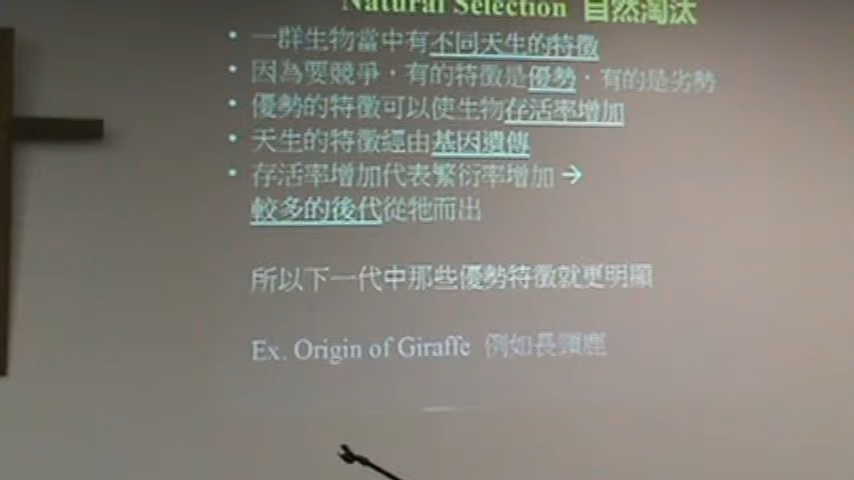 Natural Selection 自然淘汰
• 一群生物當中有不同天生的特徵
• 因為要競爭，有的特徵是優勢，有的是劣勢
• 優勢的特徵可以使生物存活率增加
• 天生的特徵經由基因遺傳
• 存活率增加代表繁衍率增加 →
較多的後代從牠而出
所以下一代中那些優勢特徵就更明顯
Ex. Origin of Giraffe 例如長頸鹿